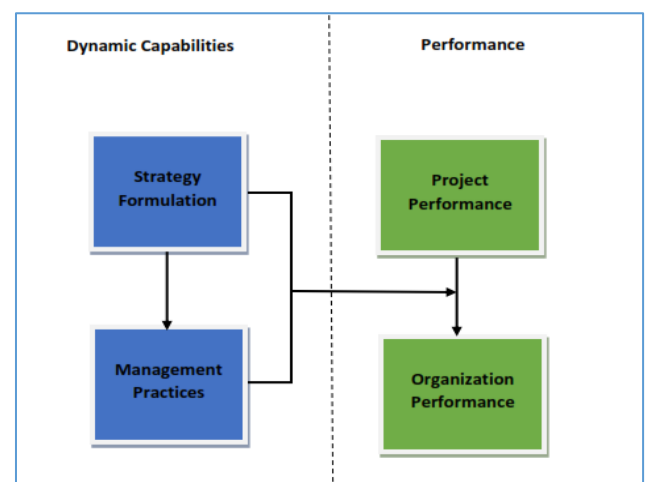 Dynamic Capabilities
Performance
Strategy
Formulation
Project
Performance
Management
Practices
Organization
Performance